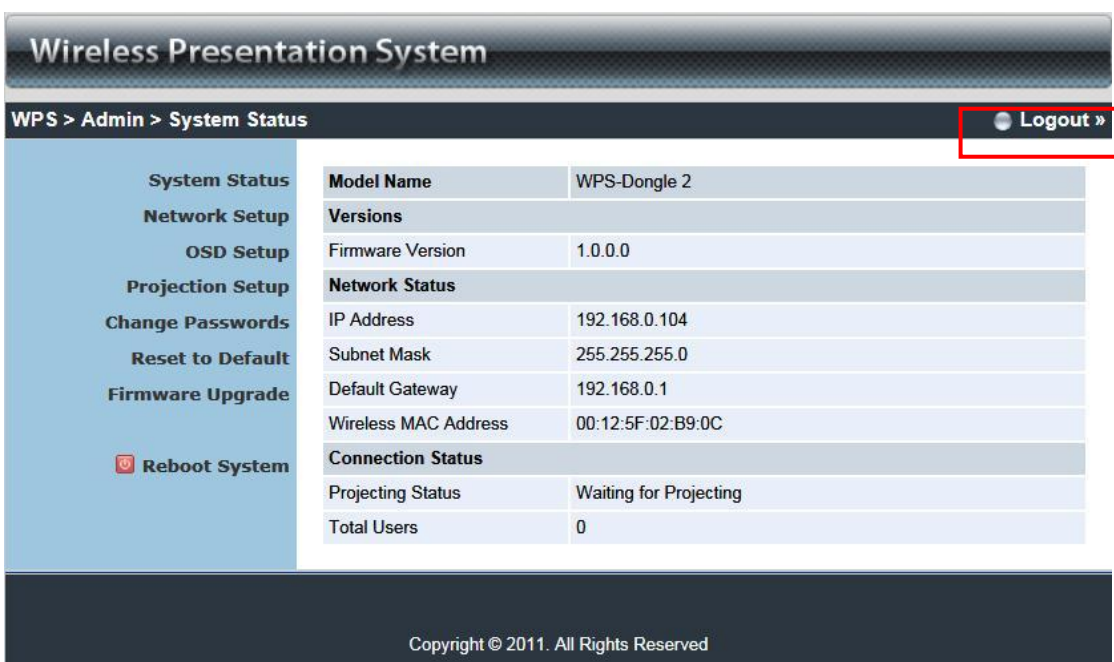 Wireless Presentation System
WPS > Admin > System Status
Logout »
System Status
Network Setup
OSD Setup
Projection Setup
Change Passwords
Reset to Default
Firmware Upgrade
Reboot System
Model Name WPS-Dongle 2
Versions
Firmware Version 1.0.0.0
Network Status
IP Address 192.168.0.104
Subnet Mask 255.255.255.0
Default Gateway 192.168.0.1
Wireless MAC Address 00:12:5F:02:B9:0C
Connection Status
Projecting Status Waiting for Projecting
Total Users 0
Copyright © 2011. All Rights Reserved